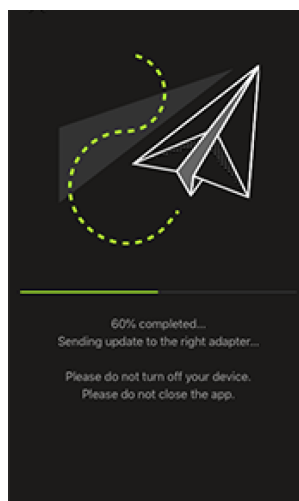 60% completed...
Sending update to the right adapter...
Please do not turn off your device.
Please do not close the app.